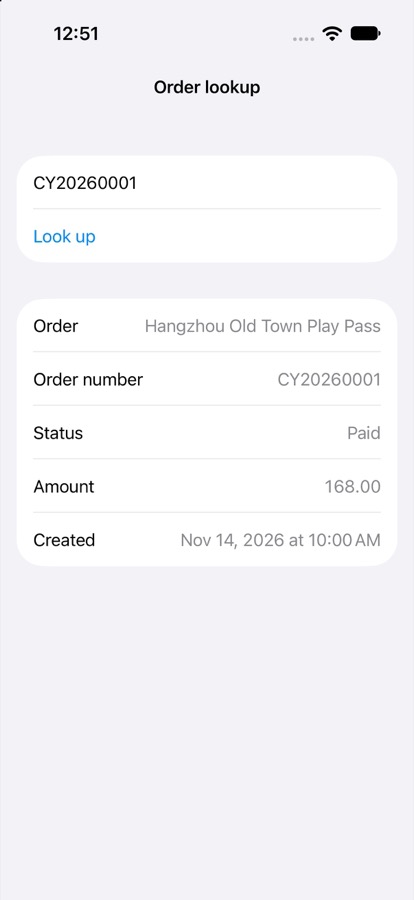 12:51
Order lookup
CY20260001
Look up
Order Hangzhou Old Town Play Pass
Order number CY20260001
Status Paid
Amount 168.00
Created Nov 14, 2026 at 10:00 AM